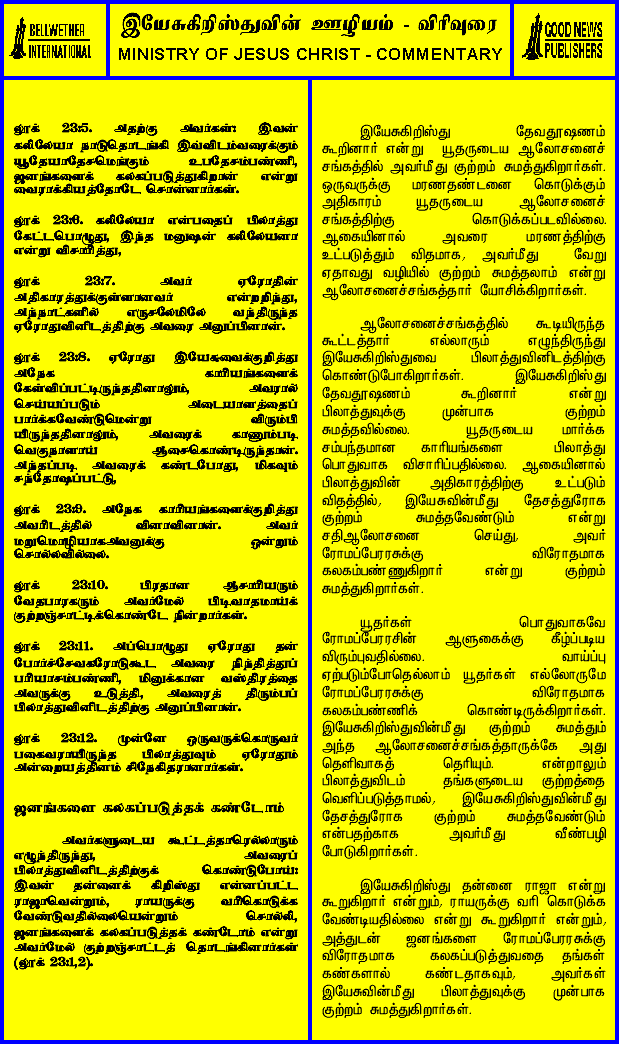 BELLWETHER
INTERNATIONAL
இயேசுகிறிஸ்துவின் ஊழியம் - விரிவுரை
MINISTRY OF JESUS CHRIST - COMMENTARY
GOOD NEWS
PUBLISHERS
லூக் 23:5. அதற்கு அவர்கள்: இவன்
கலிலேயா நாடுதொடங்கி இவ்விடம்வரைக்கும்
யூதேயாதேசமெங்கும் உபதேசம்பண்ணி,
ஜனங்களைக் கலகப்படுத்துகிறான் என்று
வைராக்கியத்தோடே சொன்னார்கள்.
லூக் 23:6. கலிலேயா என்பதைப் பிலாத்து
கேட்டபொழுது, இந்த மனுஷன் கலிலேயனா
என்று விசாரித்து,
லூக் 23:7. அவர் ஏரோதின்
அதிகாரத்துக்குள்ளானவர் என்றறிந்து,
அந்நாட்களில் எருசலேமிலே வந்திருந்த
ஏரோதுவினிடத்திற்கு அவரை அனுப்பினான்.
லூக் 23:8. ஏரோது இயேசுவைக்குறித்து
அநேக காரியங்களைக்
கேள்விப்பட்டிருந்ததினாலும், அவரால்
செய்யப்படும் அடையாளத்தைப்
பார்க்கவேண்டுமென்று விரும்பி
யிருந்ததினாலும், அவரைக் காணும்படி
வெகுநாளாய் ஆசைகொண்டிருந்தான்.
அந்தப்படி அவரைக் கண்டபோது, மிகவும்
சந்தோஷப்பட்டு,
லூக் 23:9. அநேக காரியங்களைக்குறித்து
அவரிடத்தில் வினாவினான். அவர்
மறுமொழியாகஅவனுக்கு ஒன்றும்
சொல்லவில்லை.
லூக் 23:10. பிரதான ஆசாரியரும்
வேதபாரகரும் அவர்மேல் பிடிவாதமாய்க்
குற்றஞ்சாட்டிக்கொண்டே நின்றார்கள்.
லூக் 23:11. அப்பொழுது ஏரோது தன்
போர்ச்சேவகரோடுகூட அவரை நிந்தித்துப்
பரியாசம்பண்ணி, மினுக்கான வஸ்திரத்தை
அவருக்கு உடுத்தி, அவரைத் திரும்பப்
பிலாத்துவினிடத்திற்கு அனுப்பினான்.
லூக் 23:12. முன்னே ஒருவருக்கொருவர்
பகைவராயிருந்த பிலாத்துவும் ஏரோதும்
அன்றையத்தினம் சிநேகிதரானார்கள்.
ஜனங்களை கலகப்படுத்தக் கண்டோம்
அவர்களுடைய கூட்டத்தாரெல்லாரும்
எழுந்திருந்து, அவரைப்
பிலாத்துவினிடத்திற்குக் கொண்டுபோய்:
இவன் தன்னைக் கிறிஸ்து என்னப்பட்ட
ராஜாவென்றும், ராயருக்கு வரிகொடுக்க
வேண்டுவதில்லையென்றும் சொல்லி,
ஜனங்களைக் கலகப்படுத்தக் கண்டோம் என்று
அவர்மேல் குற்றஞ்சாட்டத் தொடங்கினார்கள்
(லூக் 23:1,2).
இயேசுகிறிஸ்து தேவதூஷணம்
கூறினார் என்று யூதருடைய ஆலோசனைச்
சங்கத்தில் அவர்மீது குற்றம் சுமத்துகிறார்கள்.
ஒருவருக்கு மரணதண்டனை கொடுக்கும்
அதிகாரம் யூதருடைய ஆலோசனைச்
சங்கத்திற்கு கொடுக்கப்படவில்லை.
ஆகையினால் அவரை மரணத்திற்கு
உட்படுத்தும் விதமாக, அவர்மீது வேறு
ஏதாவது வழியில் குற்றம் சுமத்தலாம் என்று
ஆலோசனைச்சங்கத்தார் யோசிக்கிறார்கள்.
ஆலோசனைச்சங்கத்தில் கூடியிருந்த
கூட்டத்தார் எல்லாரும் எழுந்திருந்து
இயேசுகிறிஸ்துவை பிலாத்துவினிடத்திற்கு
கொண்டுபோகிறார்கள். இயேசுகிறிஸ்து
தேவதூஷணம் கூறினார் என்று
பிலாத்துவுக்கு முன்பாக குற்றம்
சுமத்தவில்லை. யூதருடைய மார்க்க
சம்பந்தமான காரியங்களை பிலாத்து
பொதுவாக விசாரிப்பதில்லை. ஆகையினால்
பிலாத்துவின் அதிகாரத்திற்கு உட்படும்
விதத்தில், இயேசுவின்மீது தேசத்துரோக
குற்றம் சுமத்தவேண்டும் என்று
சதிஆலோசனை செய்து, அவர்
ரோமப்பேரரசுக்கு விரோதமாக
கலகம்பண்ணுகிறார் என்று குற்றம்
சுமத்துகிறார்கள்.
யூதர்கள் பொதுவாகவே
ரோமப்பேரரசின் ஆளுகைக்கு கீழ்ப்படிய
விரும்புவதில்லை. வாய்ப்பு
ஏற்படும்போதெல்லாம் யூதர்கள் எல்லோருமே
ரோமப்பேரரசுக்கு விரோதமாக
கலகம்பண்ணிக் கொண்டிருக்கிறார்கள்.
இயேசுகிறிஸ்துவின்மீது குற்றம் சுமத்தும்
அந்த ஆலோசனைச்சங்கத்தாருக்கே அது
தெளிவாகத் தெரியும். என்றாலும்
பிலாத்துவிடம் தங்களுடைய குற்றத்தை
வெளிப்படுத்தாமல், இயேசுகிறிஸ்துவின்மீது
தேசத்துரோக குற்றம் சுமத்தவேண்டும்
என்பதற்காக அவர்மீது வீண்பழி
போடுகிறார்கள்.
இயேசுகிறிஸ்து தன்னை ராஜா என்று
கூறுகிறார் என்றும், ராயருக்கு வரி கொடுக்க
வேண்டியதில்லை என்று கூறுகிறார் என்றும்,
அத்துடன் ஜனங்களை ரோமப்பேரரசுக்கு
விரோதமாக கலகப்படுத்துவதை தங்கள்
கண்களால் கண்டதாகவும், அவர்கள்
இயேசுவின்மீது பிலாத்துவுக்கு முன்பாக
குற்றம் சுமத்துகிறார்கள்.